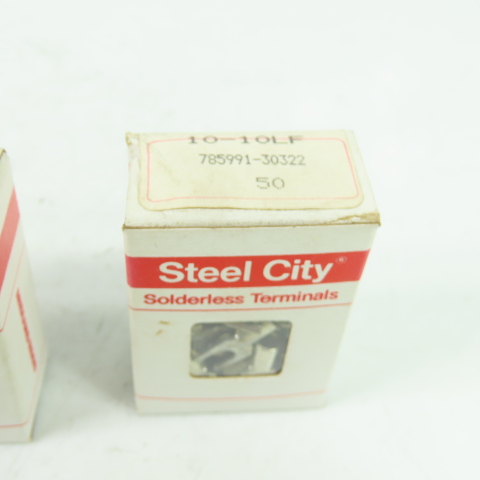 10-10LF
785991-30322
50
Steel City®
Solderless Terminals